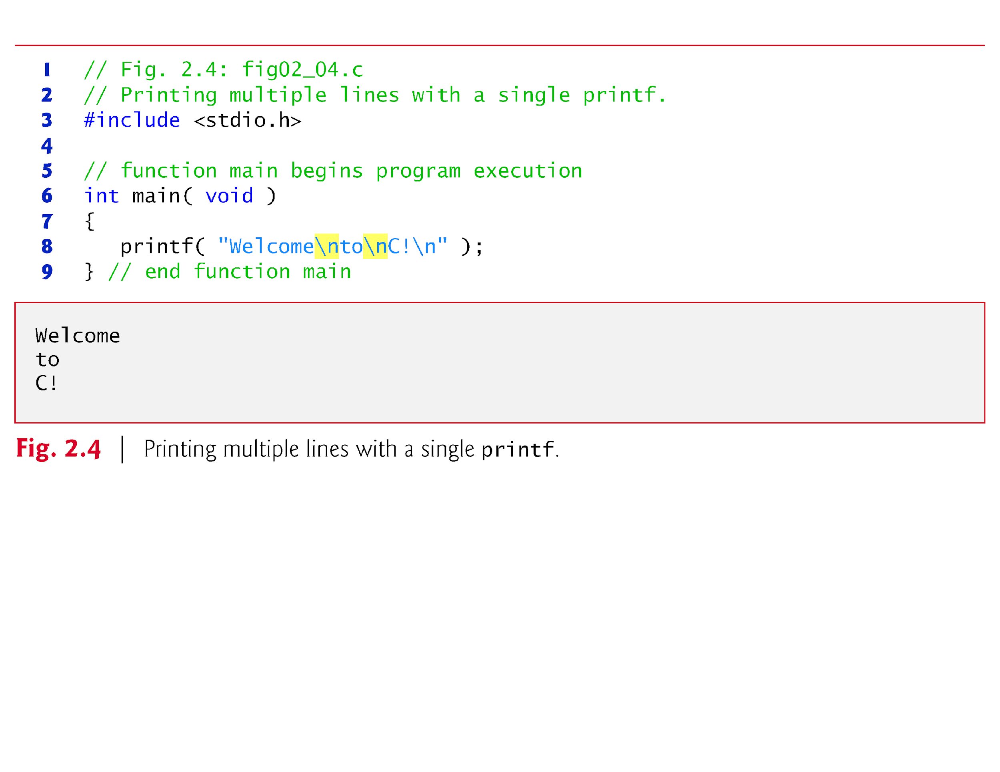 1 // Fig. 2.4: fig02_04.c
2 // Printing multiple lines with a single printf.
3 #include <stdio.h>
4
5 // function main begins program execution
6 int main( void )
7 {
8    printf( "Welcome\nto\nC!\n" );
9 } // end function main
Welcome
to
C!
Fig. 2.4 | Printing multiple lines with a single printf.